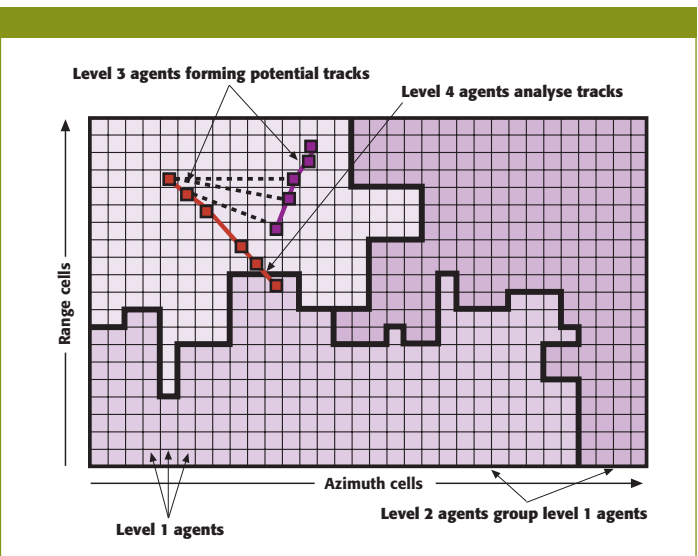 Level 3 agents forming potential tracks
Level 4 agents analyse tracks
Range cells
Azimuth cells
Level 1 agents
Level 2 agents group level 1 agents